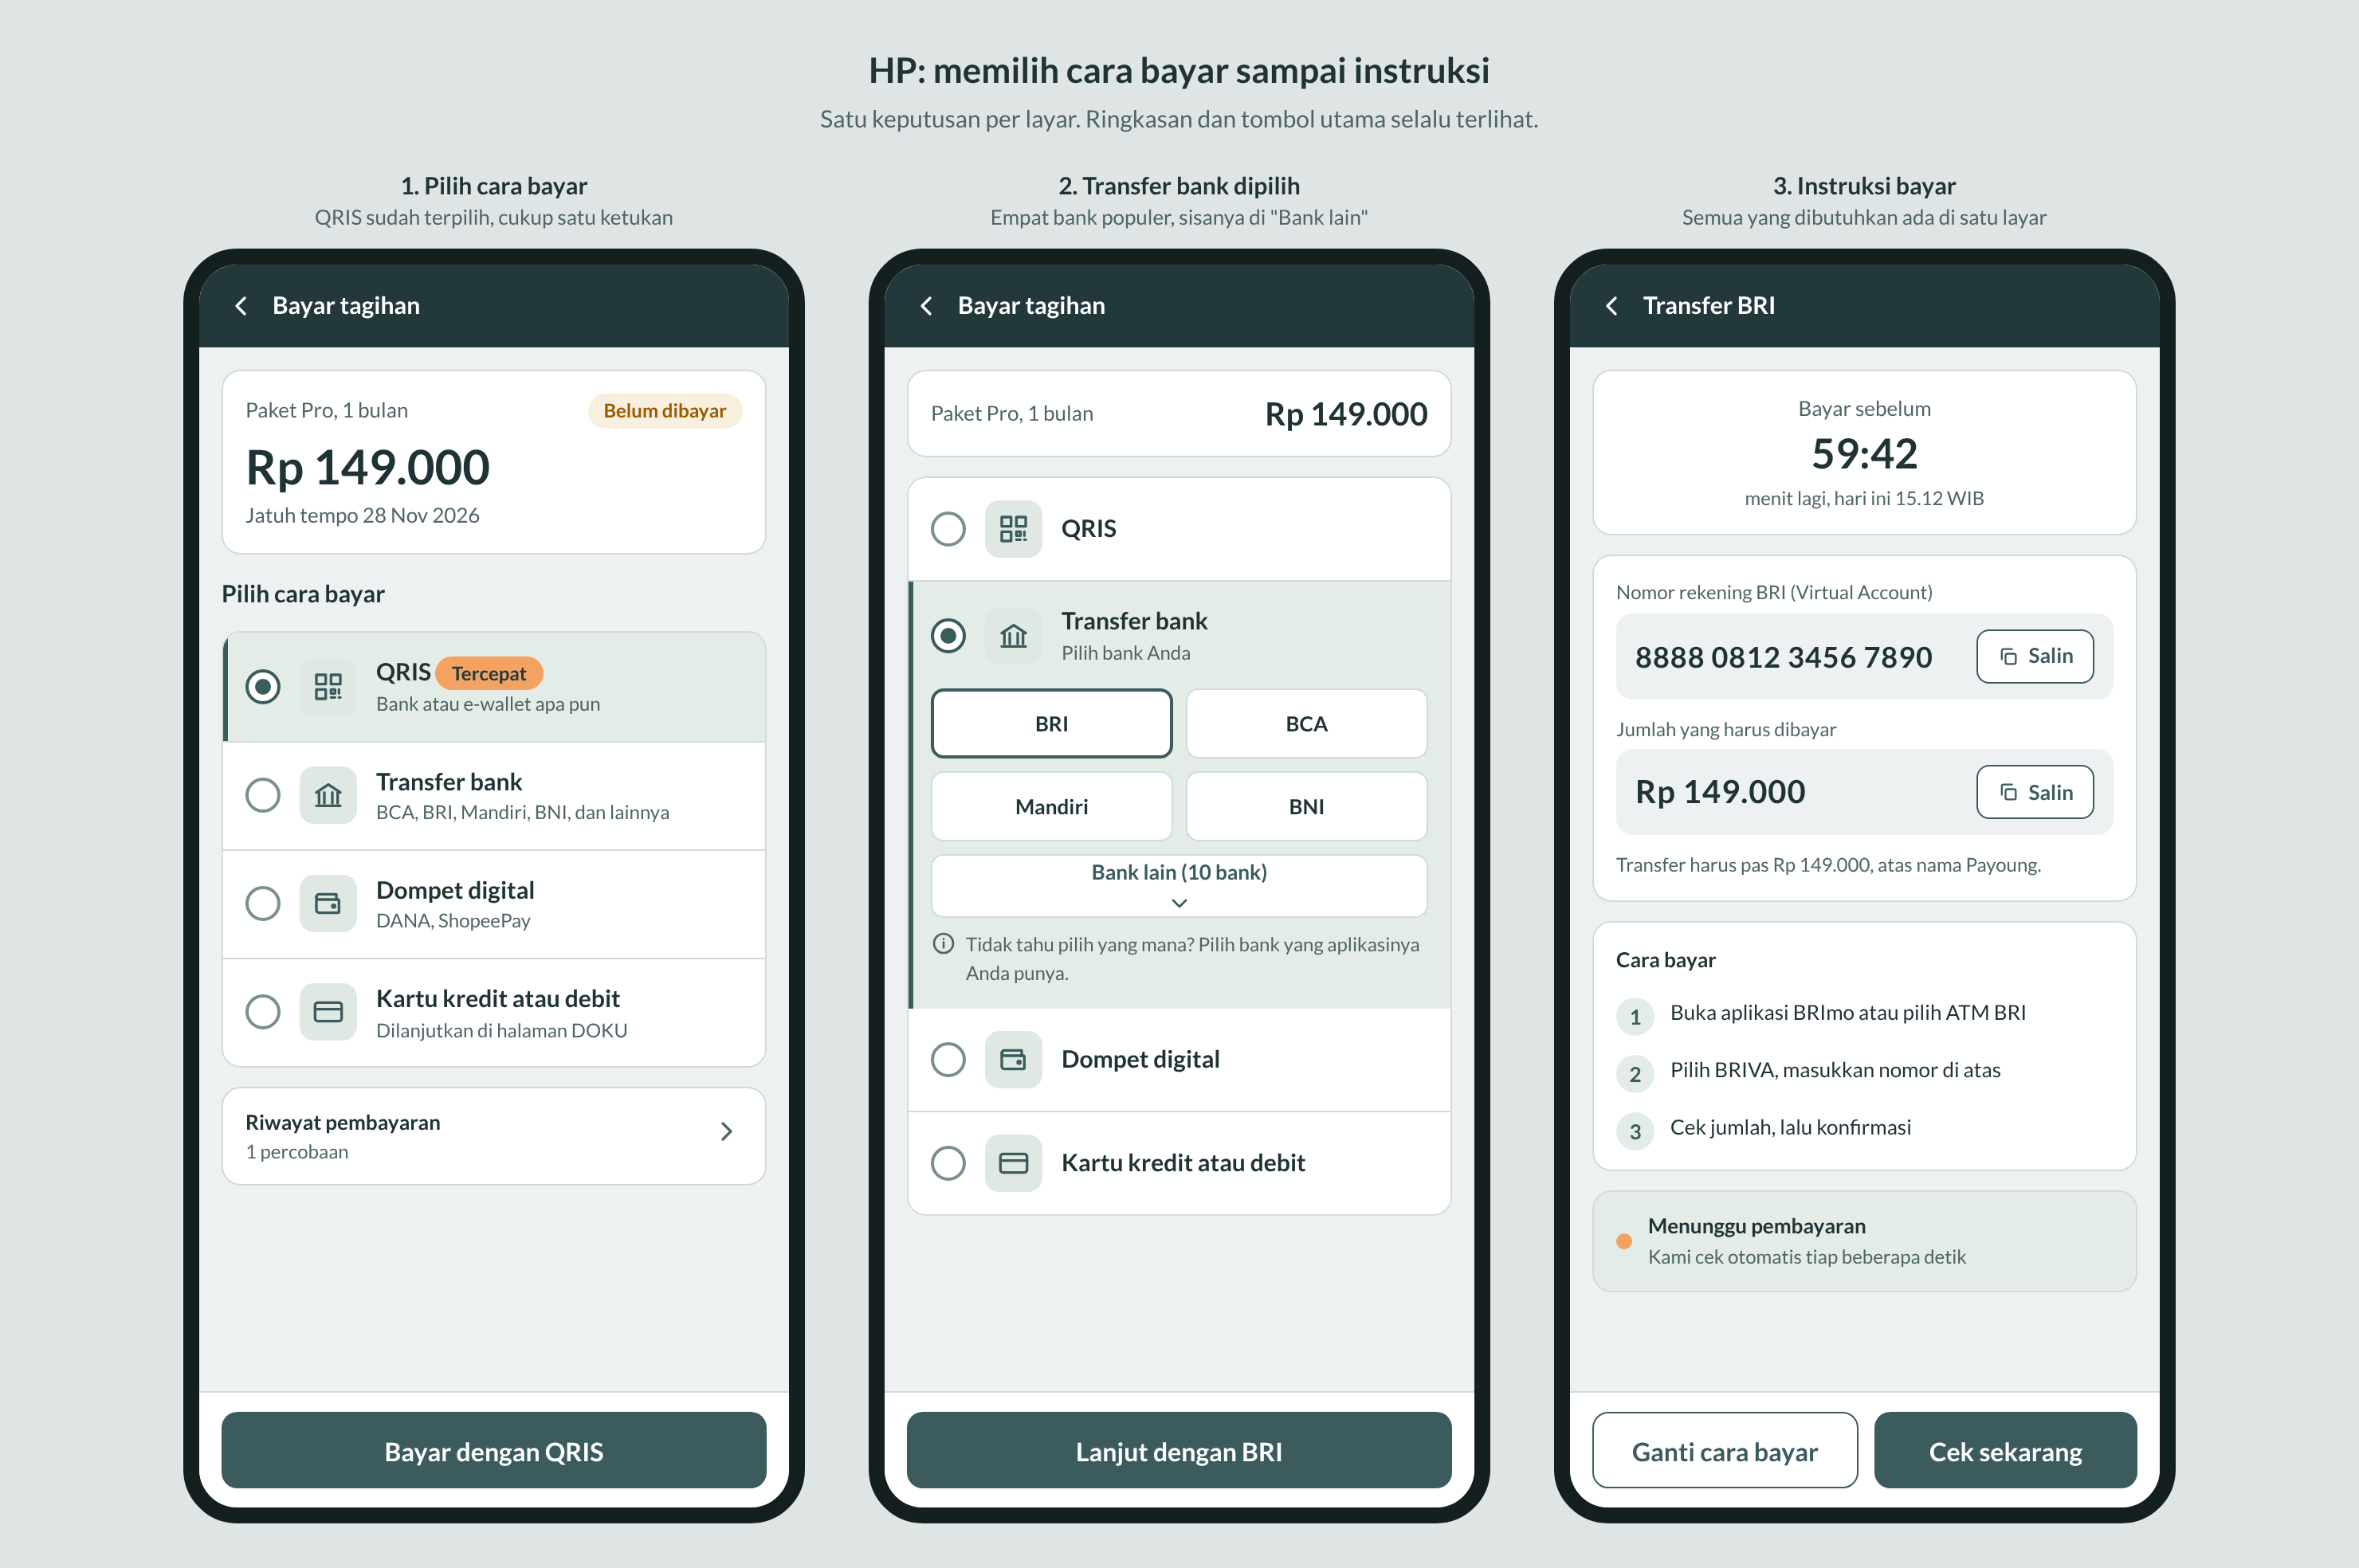 HP: memilih cara bayar sampai instruksi
Satu keputusan per layar. Ringkasan dan tombol utama selalu terlihat.
1. Pilih cara bayar
QRIS sudah terpilih, cukup satu ketukan
Bayar tagihan
Paket Pro, 1 bulan
Belum dibayar
Rp 149.000
Jatuh tempo 28 Nov 2026
Pilih cara bayar
QRIS Tercepat
Bank atau e-wallet apa pun
Transfer bank
BCA, BRI, Mandiri, BNI, dan lainnya
Dompet digital
DANA, ShopeePay
Kartu kredit atau debit
Dilanjutkan di halaman DOKU
Riwayat pembayaran
1 percobaan
Bayar dengan QRIS
2. Transfer bank dipilih
Empat bank populer, sisanya di "Bank lain"
Bayar tagihan
Paket Pro, 1 bulan
Rp 149.000
QRIS
Transfer bank
Pilih bank Anda
BRI
BCA
Mandiri
BNI
Bank lain (10 bank)
Tidak tahu pilih yang mana? Pilih bank yang aplikasinya
Anda punya.
Dompet digital
Kartu kredit atau debit
Lanjut dengan BRI
3. Instruksi bayar
Semua yang dibutuhkan ada di satu layar
Transfer BRI
Bayar sebelum
59:42
menit lagi, hari ini 15.12 WIB
Nomor rekening BRI (Virtual Account)
8888 0812 3456 7890
Salin
Jumlah yang harus dibayar
Rp 149.000
Salin
Transfer harus pas Rp 149.000, atas nama Payoung.
Cara bayar
1 Buka aplikasi BRImo atau pilih ATM BRI
2 Pilih BRIVA, masukkan nomor di atas
3 Cek jumlah, lalu konfirmasi
Menunggu pembayaran
Kami cek otomatis tiap beberapa detik
Ganti cara bayar
Cek sekarang